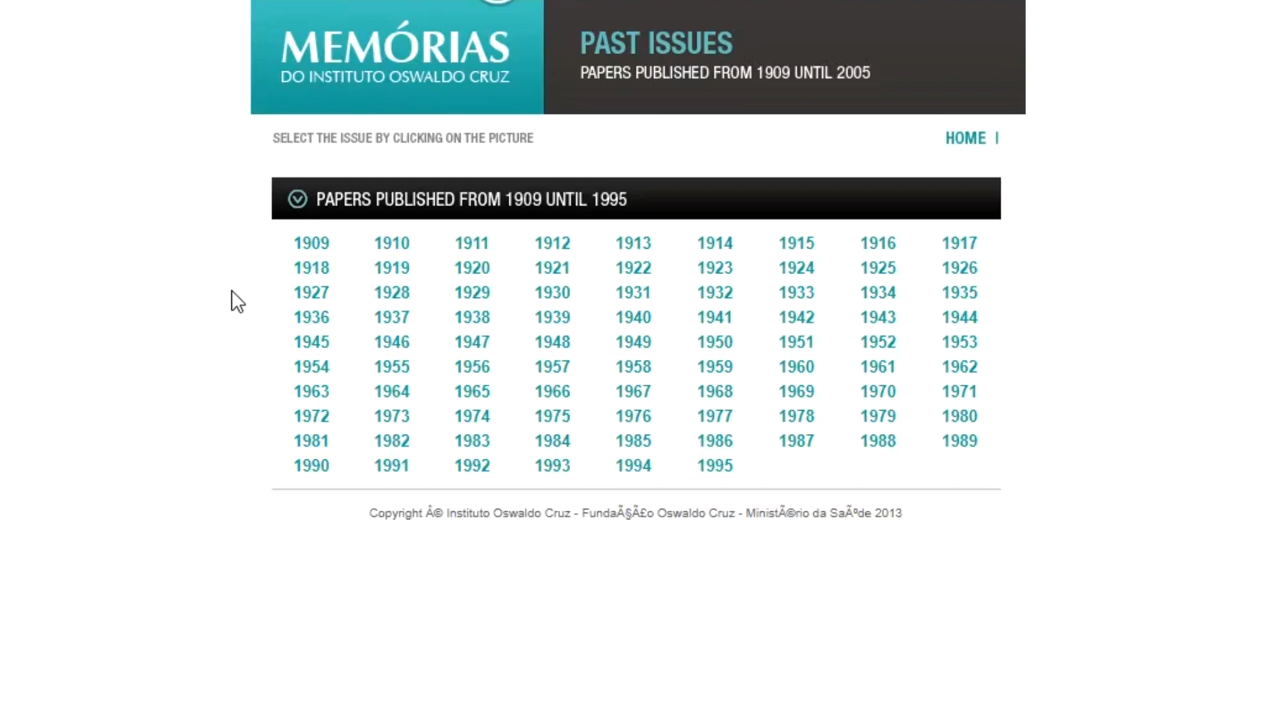 MEMÓRIAS
DO INSTITUTO OSWALDO CRUZ
PAST ISSUES
PAPERS PUBLISHED FROM 1909 UNTIL 2005
SELECT THE ISSUE BY CLICKING ON THE PICTURE
HOME |
PAPERS PUBLISHED FROM 1909 UNTIL 1995
1909 1910 1911 1912 1913 1914 1915 1916 1917
1918 1919 1920 1921 1922 1923 1924 1925 1926
1927 1928 1929 1930 1931 1932 1933 1934 1935
1936 1937 1938 1939 1940 1941 1942 1943 1944
1945 1946 1947 1948 1949 1950 1951 1952 1953
1954 1955 1956 1957 1958 1959 1960 1961 1962
1963 1964 1965 1966 1967 1968 1969 1970 1971
1972 1973 1974 1975 1976 1977 1978 1979 1980
1981 1982 1983 1984 1985 1986 1987 1988 1989
1990 1991 1992 1993 1994 1995
Copyright Â© Instituto Oswaldo Cruz - FundaÃ§Ã£o Oswaldo Cruz - MinistÃ©rio da SaÃºde 2013